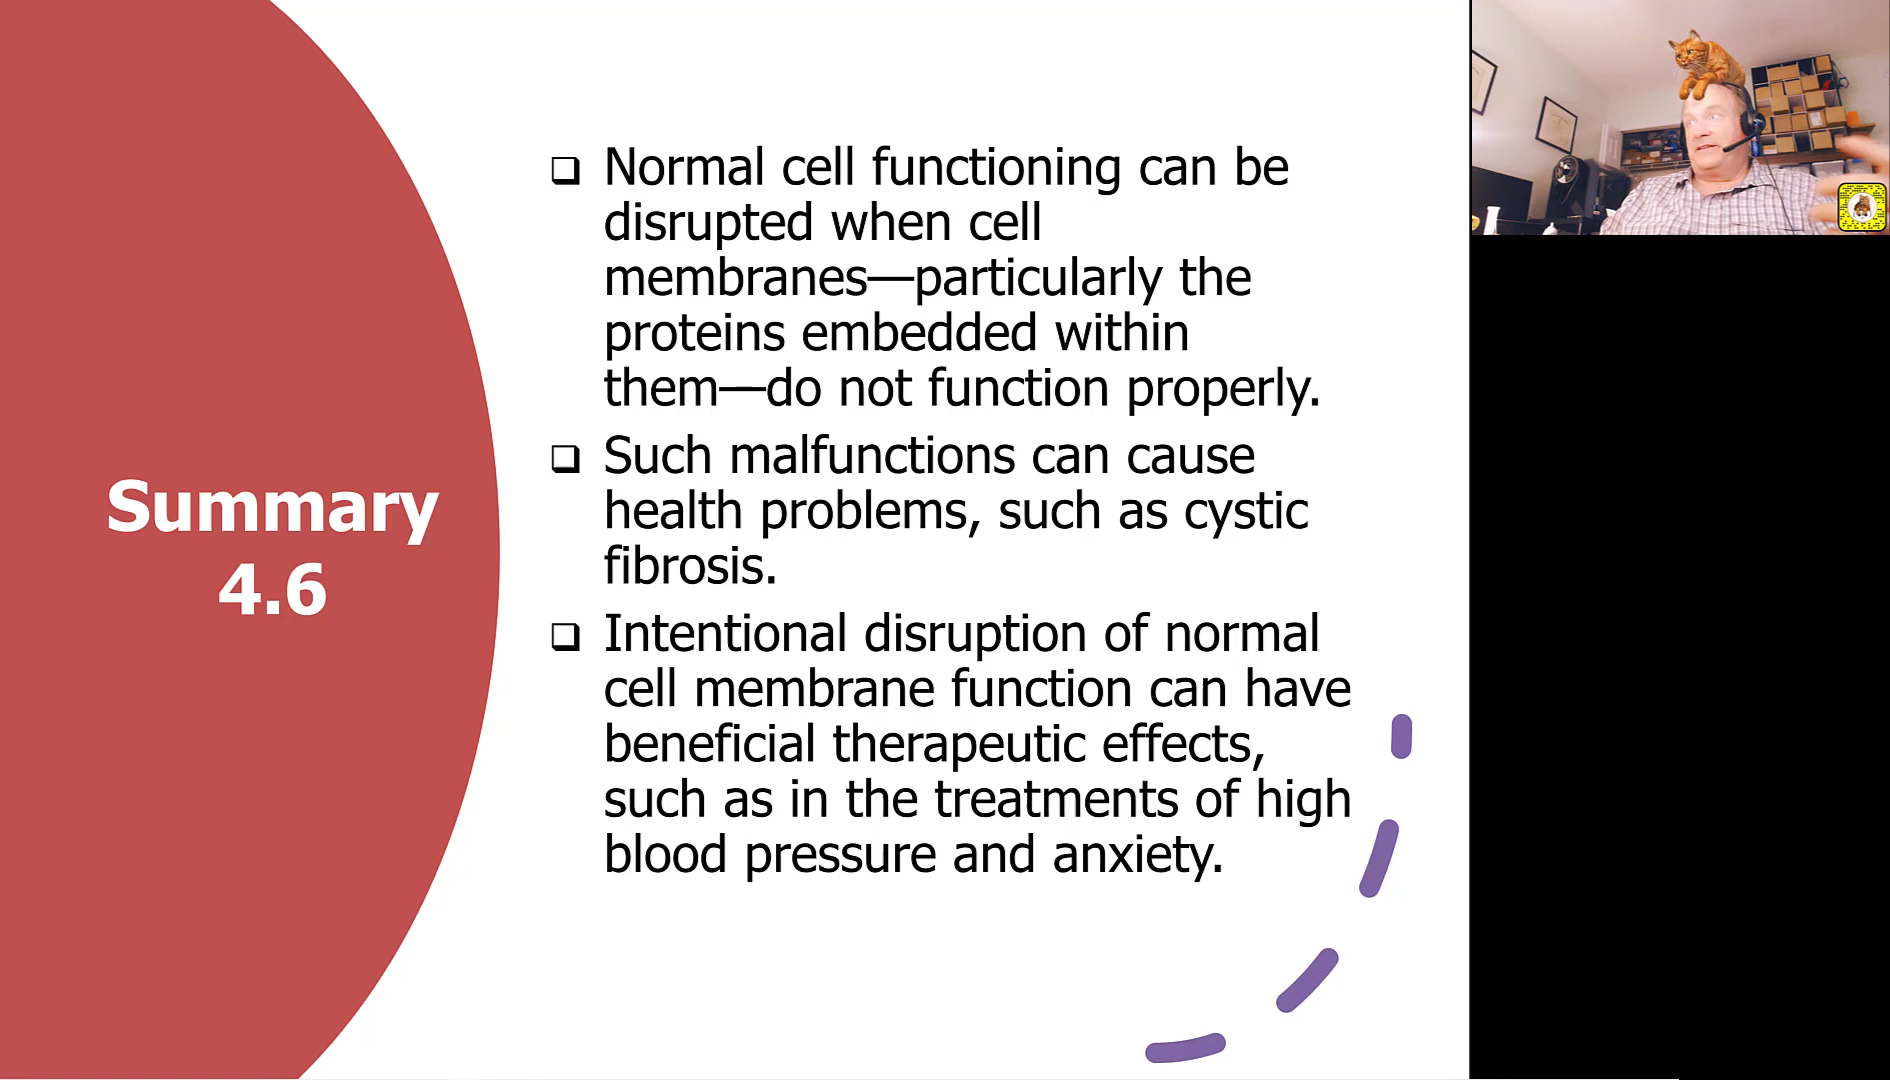 Summary
4.6
❑ Normal cell functioning can be
disrupted when cell
membranes—particularly the
proteins embedded within
them—do not function properly.
❑ Such malfunctions can cause
health problems, such as cystic
fibrosis.
❑ Intentional disruption of normal
cell membrane function can have
beneficial therapeutic effects,
such as in the treatments of high
blood pressure and anxiety.